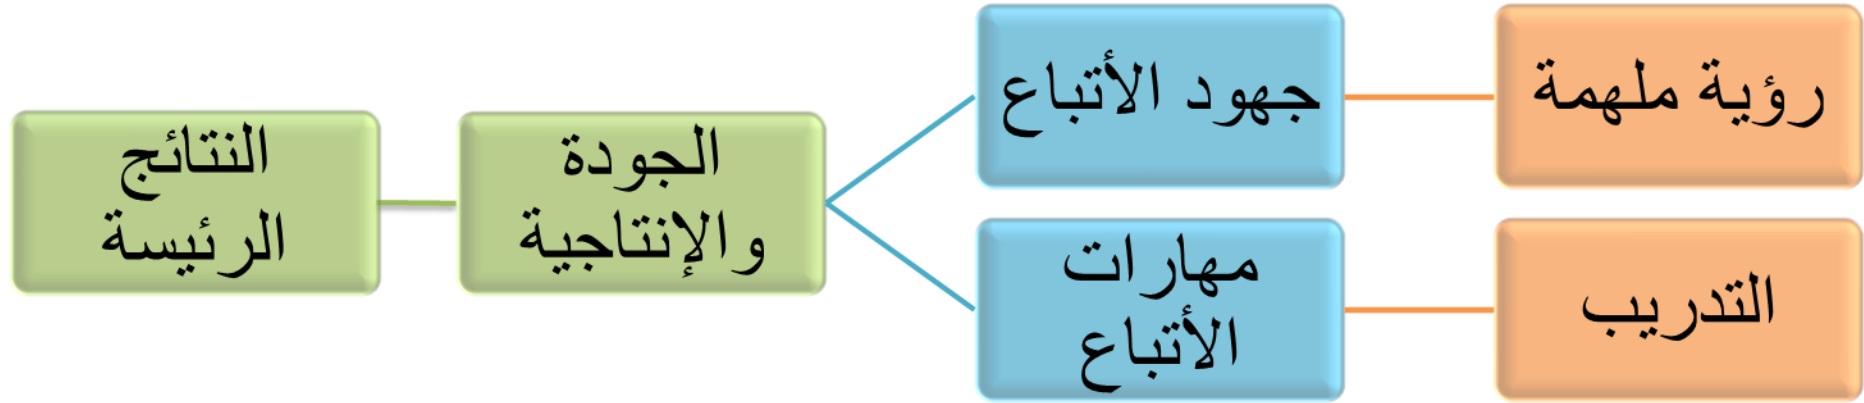 رؤية ملهمة
جهود الأتباع
التدريب
مهارات
الأتباع
الجودة
والإنتاجية
النتائج
الرئيسة